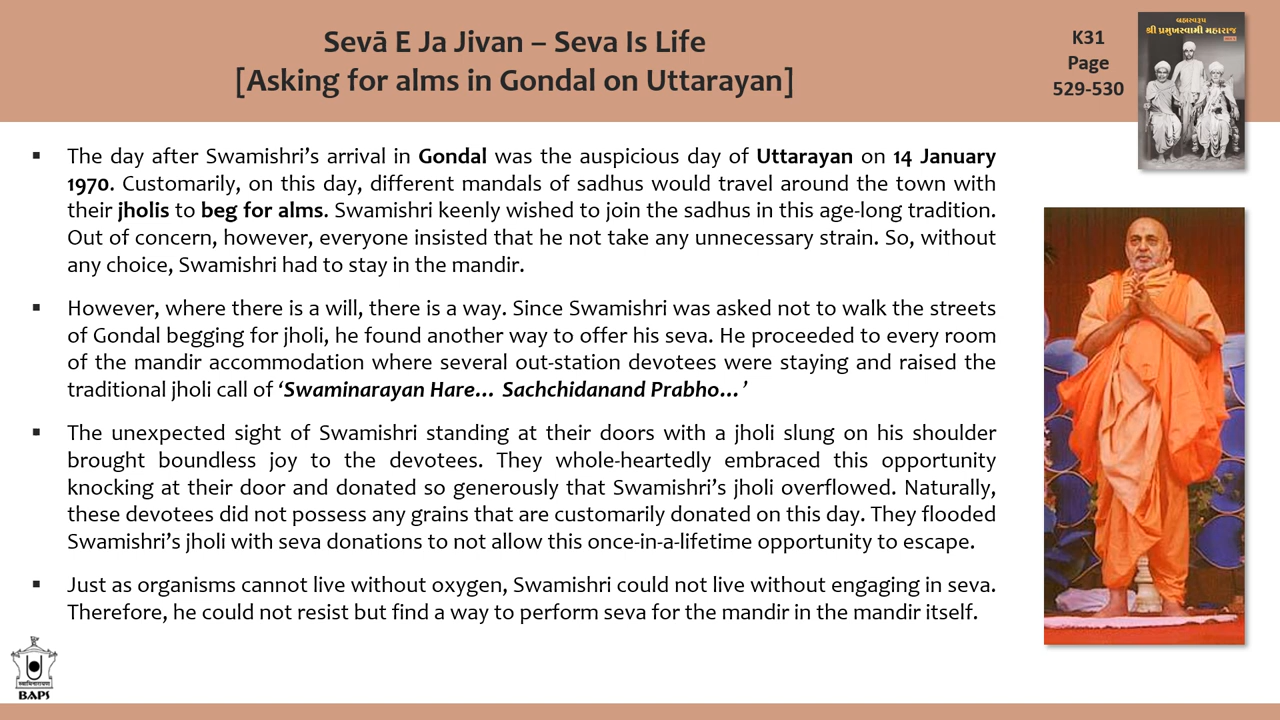 Sevā E Ja Jivan – Seva Is Life
[Asking for alms in Gondal on Uttarayan]
K31
Page
529-530
બ્રહ્મસ્વરૂપ
શ્રી પ્રમુખસ્વામી મહારાજ
▪ The day after Swamishri’s arrival in Gondal was the auspicious day of Uttarayan on 14 January
1970. Customarily, on this day, different mandals of sadhus would travel around the town with
their jholis to beg for alms. Swamishri keenly wished to join the sadhus in this age-long tradition.
Out of concern, however, everyone insisted that he not take any unnecessary strain. So, without
any choice, Swamishri had to stay in the mandir.
▪ However, where there is a will, there is a way. Since Swamishri was asked not to walk the streets
of Gondal begging for jholi, he found another way to offer his seva. He proceeded to every room
of the mandir accommodation where several out-station devotees were staying and raised the
traditional jholi call of ‘Swaminarayan Hare… Sachchidanand Prabho…’
▪ The unexpected sight of Swamishri standing at their doors with a jholi slung on his shoulder
brought boundless joy to the devotees. They whole-heartedly embraced this opportunity
knocking at their door and donated so generously that Swamishri’s jholi overflowed. Naturally,
these devotees did not possess any grains that are customarily donated on this day. They flooded
Swamishri’s jholi with seva donations to not allow this once-in-a-lifetime opportunity to escape.
▪ Just as organisms cannot live without oxygen, Swamishri could not live without engaging in seva.
Therefore, he could not resist but find a way to perform seva for the mandir in the mandir itself.
સ્વામિનારાયણ
BAPS